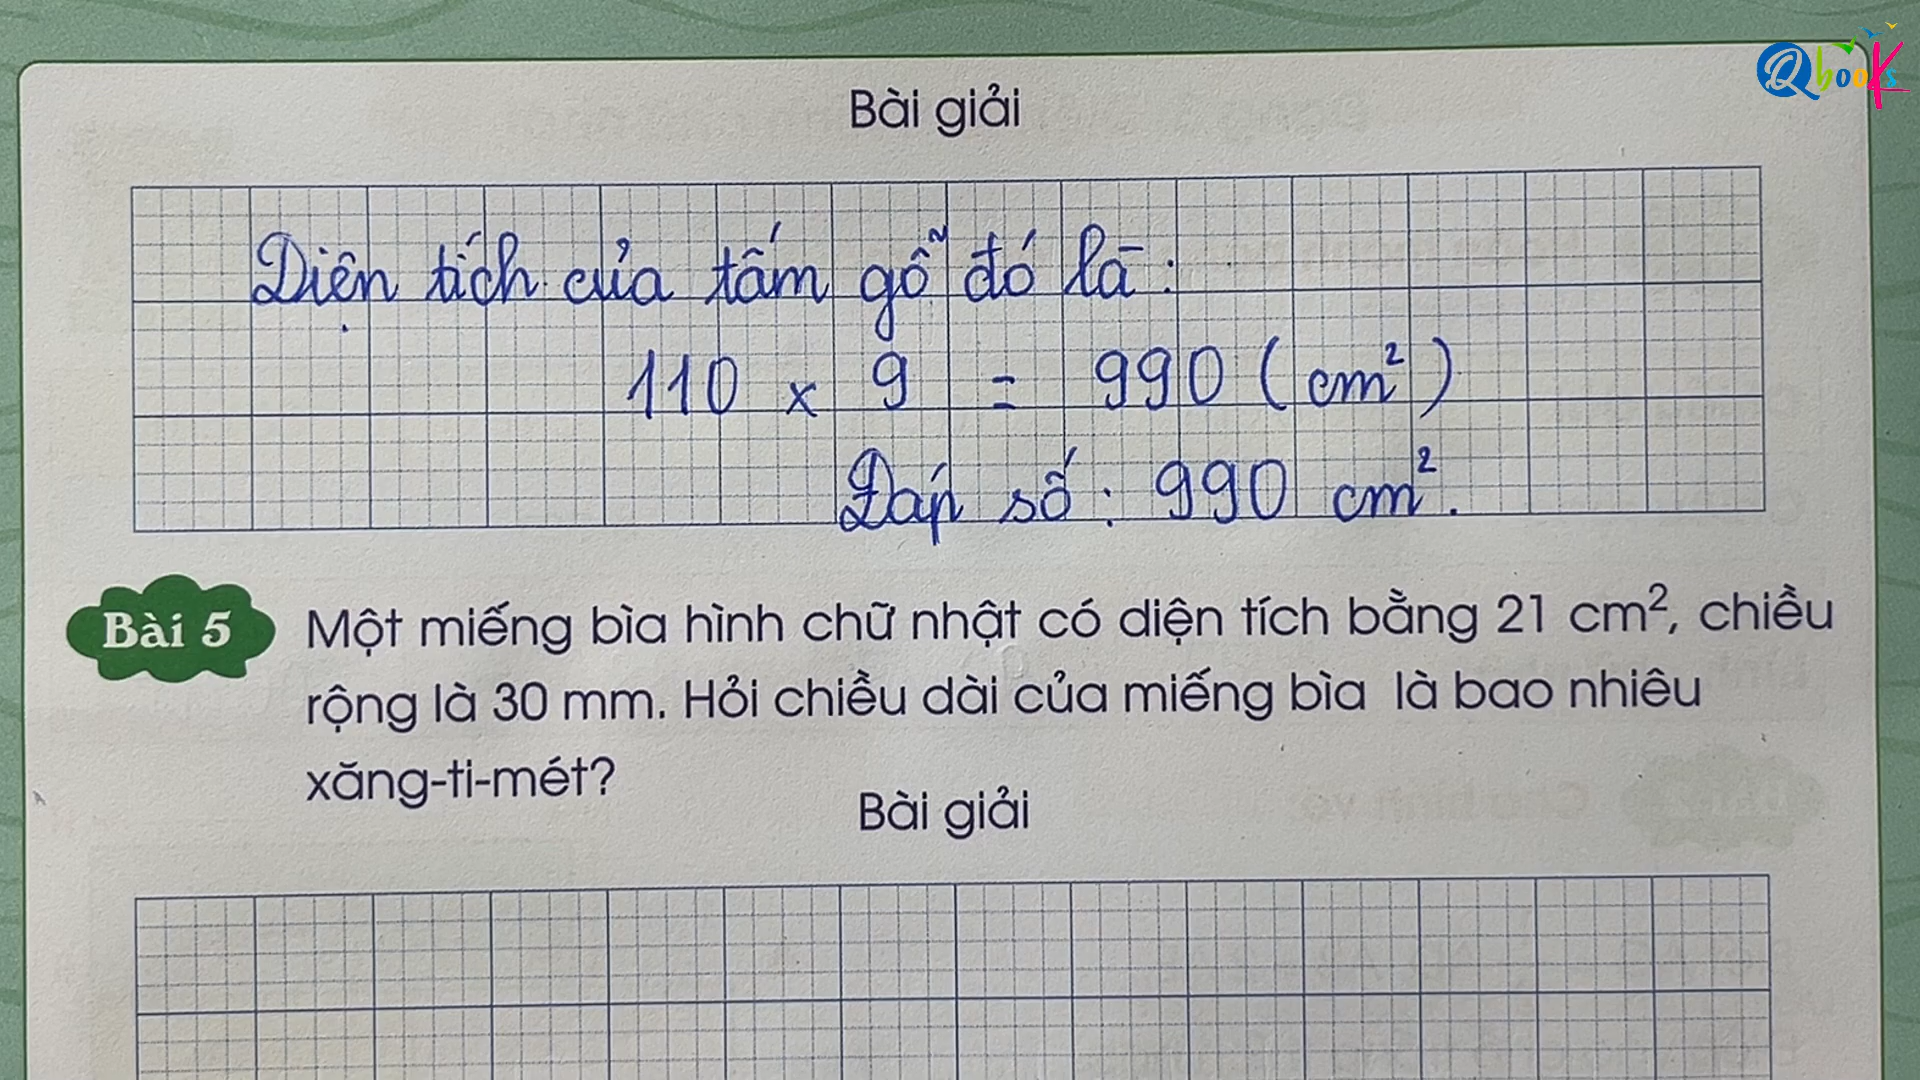 Qbooks
Bài giải
Diện tích của tấm gỗ đó là:
110 x 9 = 990 (cm²)
Đáp số: 990 cm².
Bài 5 Một miếng bìa hình chữ nhật có diện tích bằng 21 cm², chiều
rộng là 30 mm. Hỏi chiều dài của miếng bìa là bao nhiêu
xăng-ti-mét?
Bài giải